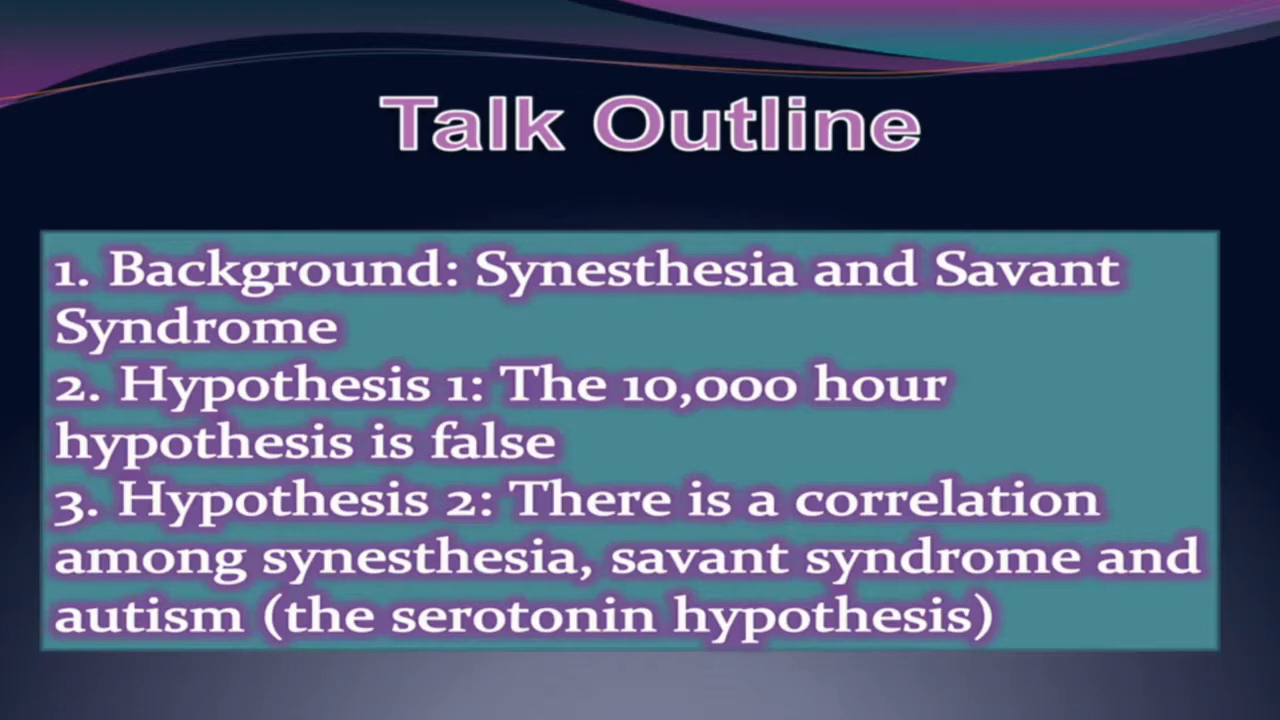 Talk Outline
1. Background: Synesthesia and Savant
Syndrome
2. Hypothesis 1: The 10,000 hour
hypothesis is false
3. Hypothesis 2: There is a correlation
among synesthesia, savant syndrome and
autism (the serotonin hypothesis)